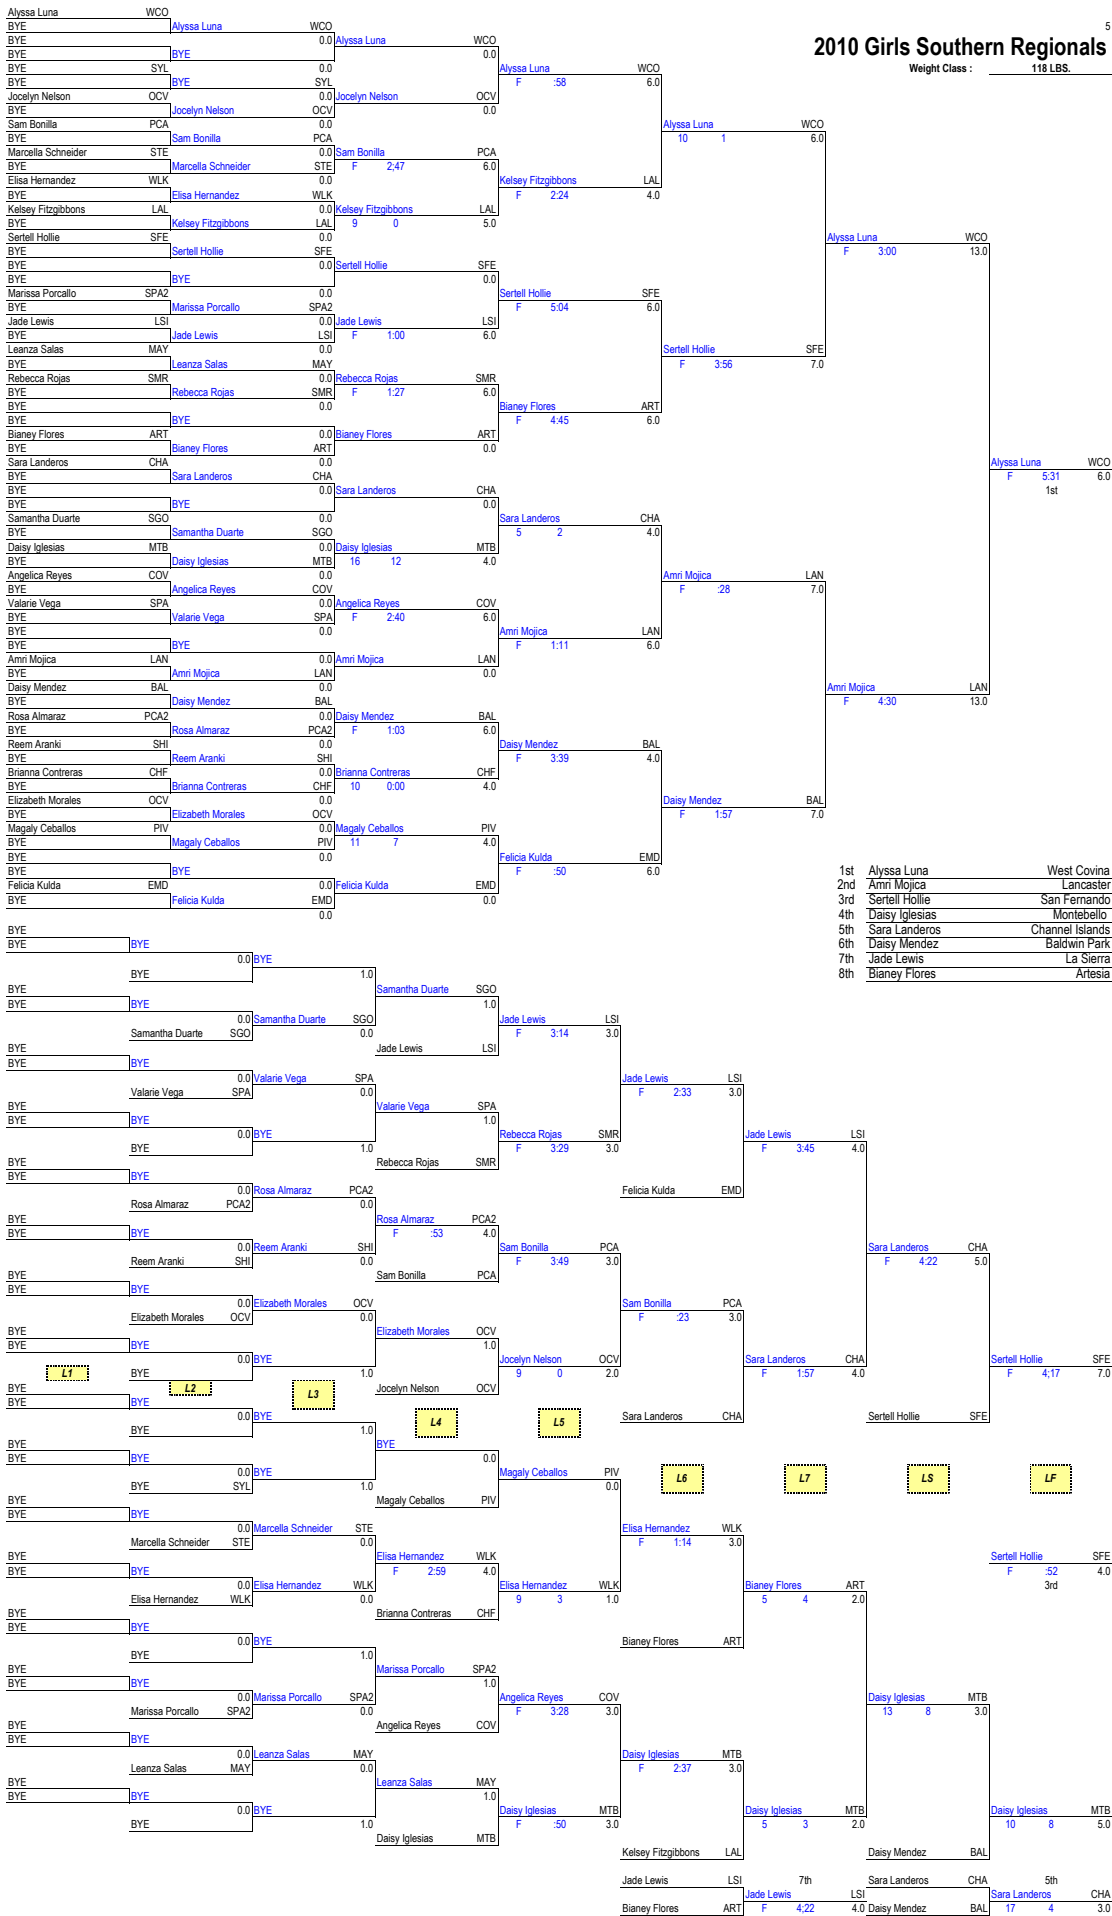 5
2010 Girls Southern Regionals
Weight Class : 118 LBS.
Alyssa Luna WCO
BYE Alyssa Luna WCO
BYE 0.0 Alyssa Luna WCO
BYE BYE 0.0
BYE SYL 0.0 Alyssa Luna WCO
BYE BYE SYL F :58 6.0
Jocelyn Nelson OCV 0.0 Jocelyn Nelson OCV
BYE Jocelyn Nelson OCV 0.0
Sam Bonilla PCA 0.0 Alyssa Luna WCO
BYE Sam Bonilla PCA 10 1 6.0
Marcella Schneider STE 0.0 Sam Bonilla PCA
BYE Marcella Schneider STE F 2;47 6.0
Elisa Hernandez WLK 0.0 Kelsey Fitzgibbons LAL
BYE Elisa Hernandez WLK F 2:24 4.0
Kelsey Fitzgibbons LAL 0.0 Kelsey Fitzgibbons LAL
BYE Kelsey Fitzgibbons LAL 9 0 5.0
Sertell Hollie SFE 0.0 Alyssa Luna WCO
BYE Sertell Hollie SFE F 3:00 13.0
BYE 0.0 Sertell Hollie SFE
BYE BYE 0.0
Marissa Porcallo SPA2 0.0 Sertell Hollie SFE
BYE Marissa Porcallo SPA2 F 5:04 6.0
Jade Lewis LSI 0.0 Jade Lewis LSI
BYE Jade Lewis LSI F 1:00 6.0
Leanza Salas MAY 0.0 Sertell Hollie SFE
BYE Leanza Salas MAY F 3:56 7.0
Rebecca Rojas SMR 0.0 Rebecca Rojas SMR
BYE Rebecca Rojas SMR F 1:27 6.0
BYE 0.0 Bianey Flores ART
BYE BYE F 4:45 6.0
Bianey Flores ART 0.0 Bianey Flores ART
BYE Bianey Flores ART 0.0
Sara Landeros CHA 0.0 Alyssa Luna WCO
BYE Sara Landeros CHA F 5:31 6.0
BYE 0.0 Sara Landeros CHA 1st
BYE BYE 0.0
Samantha Duarte SGO 0.0 Sara Landeros CHA
BYE Samantha Duarte SGO 5 2 4.0
Daisy Iglesias MTB 0.0 Daisy Iglesias MTB
BYE Daisy Iglesias MTB 16 12 4.0
Angelica Reyes COV 0.0 Amri Mojica LAN
BYE Angelica Reyes COV F :28 7.0
Valarie Vega SPA 0.0 Angelica Reyes COV
BYE Valarie Vega SPA F 2:40 6.0
BYE 0.0 Amri Mojica LAN
BYE BYE F 1:11 6.0
Amri Mojica LAN 0.0 Amri Mojica LAN
BYE Amri Mojica LAN 0.0
Daisy Mendez BAL 0.0 Amri Mojica LAN
BYE Daisy Mendez BAL F 4:30 13.0
Rosa Almaraz PCA2 0.0 Daisy Mendez BAL
BYE Rosa Almaraz PCA2 F 1:03 6.0
Reem Aranki SHI 0.0 Daisy Mendez BAL
BYE Reem Aranki SHI F 3:39 4.0
Brianna Contreras CHF 0.0 Brianna Contreras CHF
BYE Brianna Contreras CHF 10 0:00 4.0
Elizabeth Morales OCV 0.0 Daisy Mendez BAL
BYE Elizabeth Morales OCV F 1:57 7.0
Magaly Ceballos PIV 0.0 Magaly Ceballos PIV
BYE Magaly Ceballos PIV 11 7 4.0
BYE 0.0 Felicia Kulda EMD
BYE BYE F :50 6.0
Felicia Kulda EMD 0.0 Felicia Kulda EMD
BYE Felicia Kulda EMD 0.0
0.0
1st Alyssa Luna West Covina
2nd Amri Mojica Lancaster
3rd Sertell Hollie San Fernando
4th Daisy Iglesias Montebello
5th Sara Landeros Channel Islands
6th Daisy Mendez Baldwin Park
7th Jade Lewis La Sierra
8th Bianey Flores Artesia
BYE
BYE BYE
0.0 BYE
BYE 1.0
BYE Samantha Duarte SGO
BYE BYE 1.0
0.0 Samantha Duarte SGO Jade Lewis LSI
Samantha Duarte SGO 0.0 F 3:14 3.0
BYE Jade Lewis LSI
BYE BYE
0.0 Valarie Vega SPA Jade Lewis LSI
Valarie Vega SPA 0.0 F 2:33 3.0
BYE Valarie Vega SPA
BYE BYE 1.0
0.0 BYE Rebecca Rojas SMR Jade Lewis LSI
BYE 1.0 F 3:29 3.0 F 3:45 4.0
BYE Rebecca Rojas SMR
BYE BYE
0.0 Rosa Almaraz PCA2 Felicia Kulda EMD
Rosa Almaraz PCA2 0.0
BYE Rosa Almaraz PCA2
BYE BYE F :53 4.0
0.0 Reem Aranki SHI Sam Bonilla PCA Sara Landeros CHA
Reem Aranki SHI 0.0 F 3:49 3.0 F 4:22 5.0
BYE Sam Bonilla PCA
BYE BYE
0.0 Elizabeth Morales OCV Sam Bonilla PCA
Elizabeth Morales OCV 0.0 F :23 3.0
BYE Elizabeth Morales OCV
BYE BYE 1.0
0.0 BYE Jocelyn Nelson OCV Sara Landeros CHA Sertell Hollie SFE
L1 BYE 1.0 9 0 2.0 F 1:57 4.0 F 4;17 7.0
BYE L2 L3 Jocelyn Nelson OCV
BYE BYE
0.0 BYE L4 L5 Sara Landeros CHA Sertell Hollie SFE
BYE 1.0
BYE BYE
BYE BYE 0.0
0.0 BYE Magaly Ceballos PIV L6 L7 LS LF
BYE SYL 1.0 0.0
BYE Magaly Ceballos PIV
BYE BYE
0.0 Marcella Schneider STE Elisa Hernandez WLK
Marcella Schneider STE 0.0 F 1:14 3.0
BYE Elisa Hernandez WLK Sertell Hollie SFE
BYE BYE F 2:59 4.0 F :52 4.0
0.0 Elisa Hernandez WLK Elisa Hernandez WLK Bianey Flores ART 3rd
Elisa Hernandez WLK 0.0 9 3 1.0 5 4 2.0
BYE Brianna Contreras CHF
BYE BYE
0.0 BYE Bianey Flores ART
BYE 1.0
BYE Marissa Porcallo SPA2
BYE BYE 1.0
0.0 Marissa Porcallo SPA2 Angelica Reyes COV Daisy Iglesias MTB
Marissa Porcallo SPA2 0.0 F 3:28 3.0 13 8 3.0
BYE Angelica Reyes COV
BYE BYE
0.0 Leanza Salas MAY Daisy Iglesias MTB
Leanza Salas MAY 0.0 F 2:37 3.0
BYE Leanza Salas MAY
BYE BYE 1.0
0.0 BYE Daisy Iglesias MTB Daisy Iglesias MTB Daisy Iglesias MTB
BYE 1.0 F :50 3.0 5 3 2.0 10 8 5.0
Daisy Iglesias MTB
Kelsey Fitzgibbons LAL Daisy Mendez BAL
Jade Lewis LSI 7th Sara Landeros CHA 5th
Jade Lewis LSI Sara Landeros CHA
Bianey Flores ART F 4;22 4.0 Daisy Mendez BAL 17 4 3.0